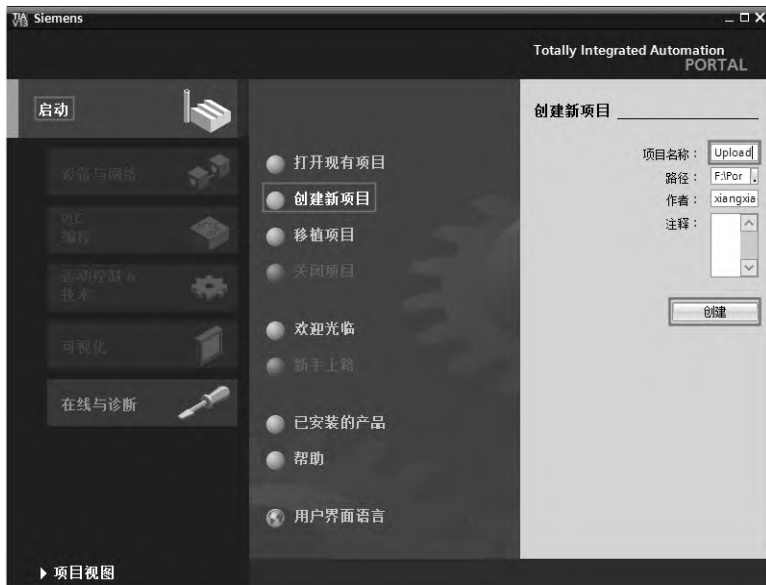 TIA V13 Siemens
Totally Integrated Automation
PORTAL
启动
设备与网络
PLC
编程
运动控制 &
技术
可视化
在线与诊断
打开现有项目
创建新项目
移植项目
关闭项目
欢迎光临
新手上路
已安装的产品
帮助
用户界面语言
创建新项目
项目名称： Upload
路径： F:\Por .
作者： xiangxia
注释：
创建
项目视图